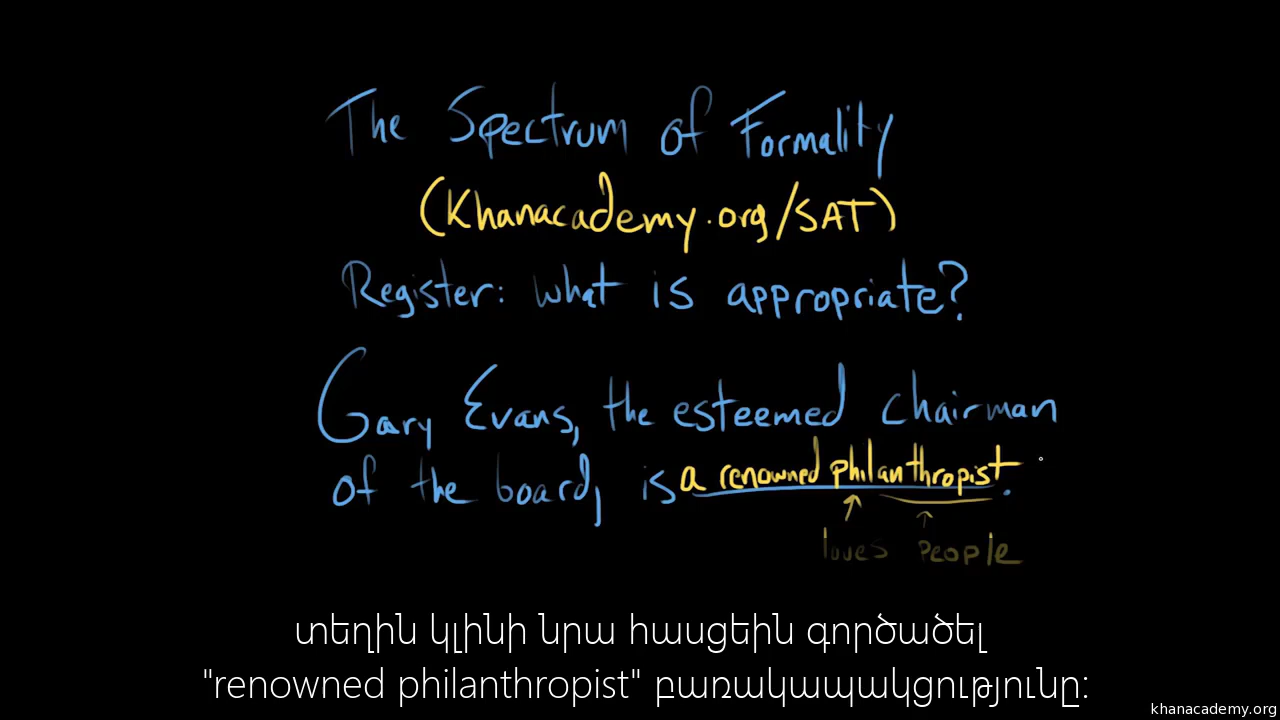 The Spectrum of Formality
(Khanacademy.org/SAT)
Register: what is appropriate?
Gary Evans, the esteemed chairman
of the board, is a renowned philanthropist.
loves people
տեղին կլինի նրա հասցեին գործածել
"renowned philanthropist" բառակապակցությունը:
khanacademy.org